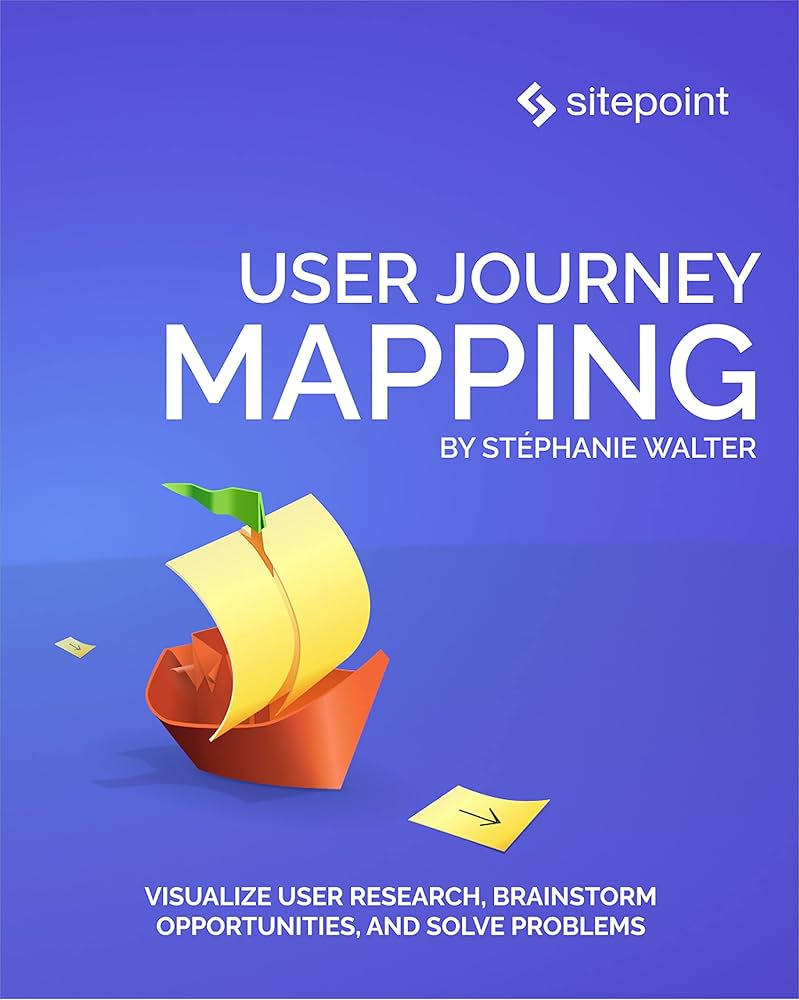 sitepoint
USER JOURNEY
MAPPING
BY STÉPHANIE WALTER
VISUALIZE USER RESEARCH, BRAINSTORM
OPPORTUNITIES, AND SOLVE PROBLEMS